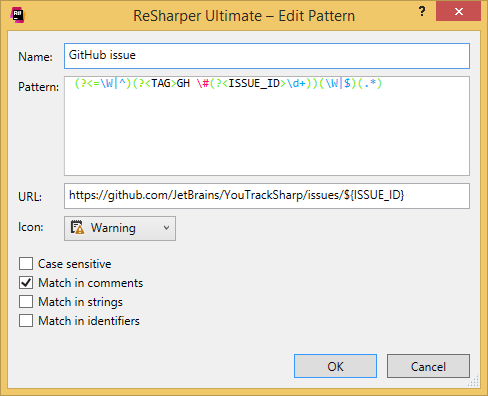 ReSharper Ultimate – Edit Pattern
Name: GitHub issue
Pattern: (?<=\W|^)(?<TAG>GH \#(?<ISSUE_ID>\d+))(\W|$)(.*)
URL: https://github.com/JetBrains/YouTrackSharp/issues/${ISSUE_ID}
Icon: Warning
Case sensitive
Match in comments
Match in strings
Match in identifiers
OK Cancel